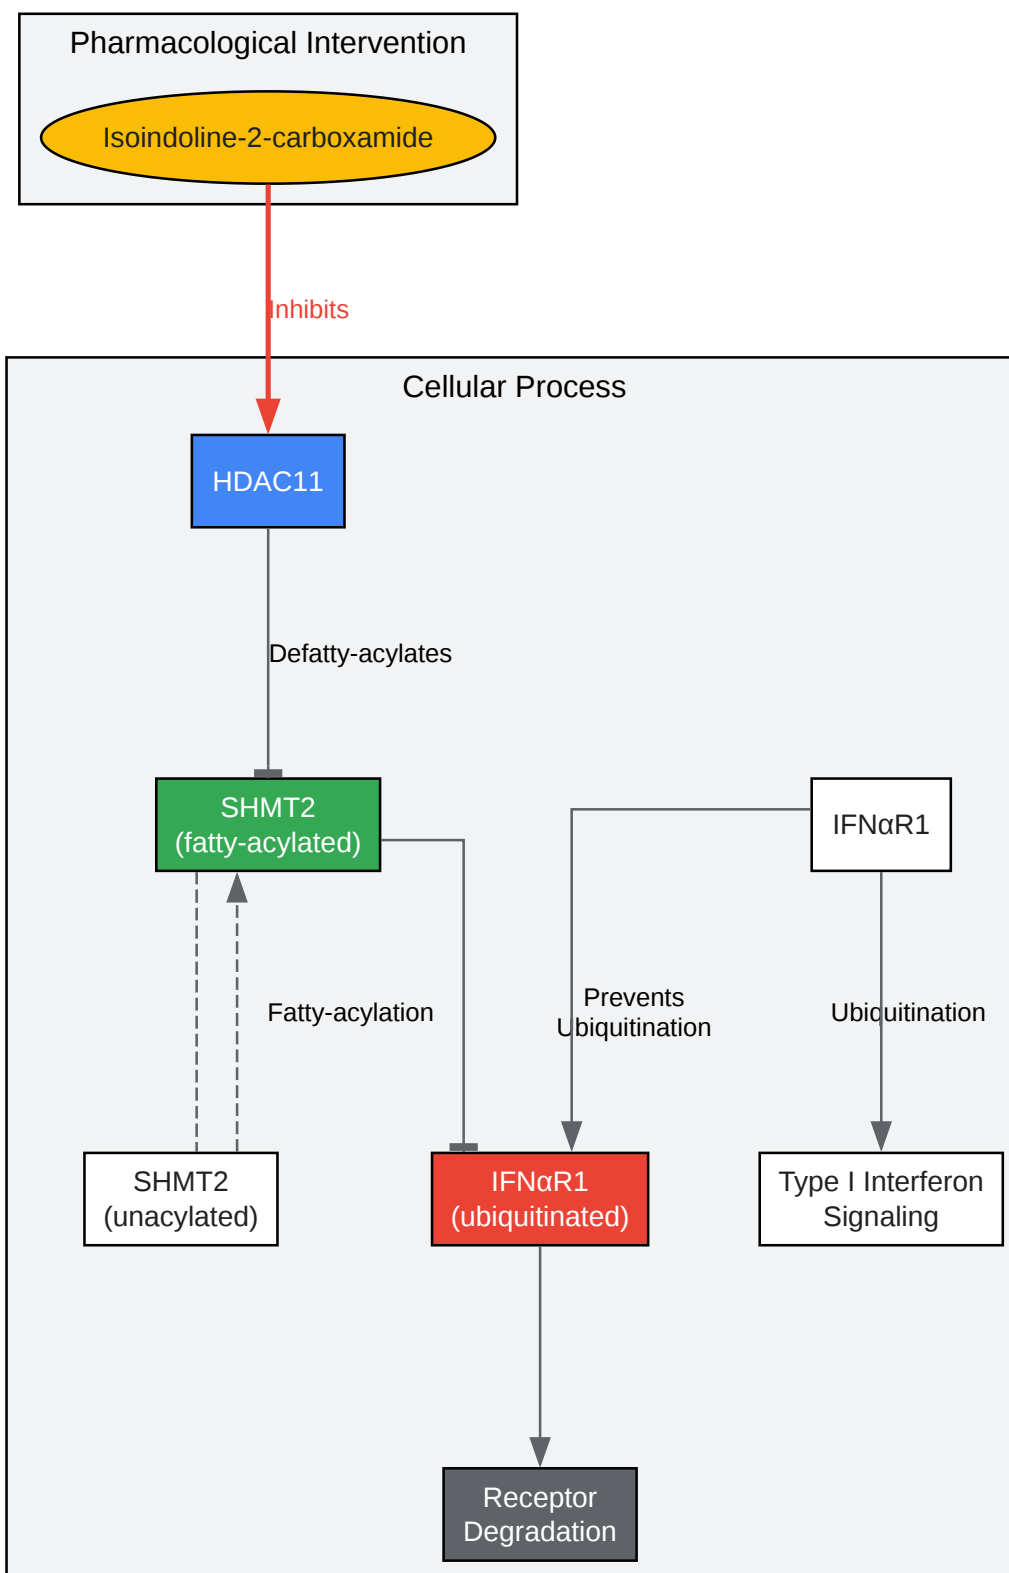 Pharmacological Intervention
Isoindoline-2-carboxamide
Inhibits
Cellular Process
HDAC11
Defatty-acylates
SHMT2
(fatty-acylated)
IFNαR1
Fatty-acylation
Prevents
Ubiquitination
Ubiquitination
SHMT2
(unacylated)
IFNαR1
(ubiquitinated)
Type I Interferon
Signaling
Receptor
Degradation